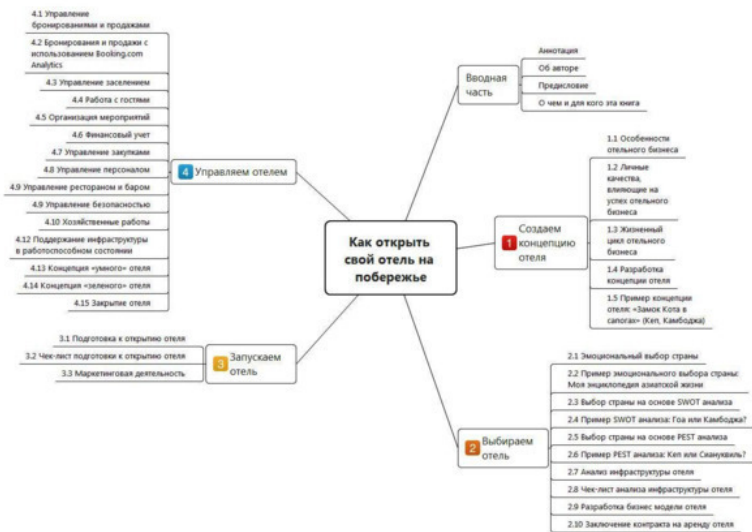 Как открыть
свой отель на
побережье
Вводная
часть
Аннотация
Об авторе
Предисловие
О чем и для кого эта книга
1 Создаем
концепцию
отеля
1.1 Особенности
отельного бизнеса
1.2 Личные
качества,
влияющие на
успех отельного
бизнеса
1.3 Жизненный
цикл отельного
бизнеса
1.4 Разработка
концепции отеля
1.5 Пример концепции
отеля: «Замок Кота в
сапогах» (Кеп, Камбоджа)
2 Выбираем
отель
2.1 Эмоциональный выбор страны
2.2 Пример эмоционального выбора страны:
Моя энциклопедия азиатской жизни
2.3 Выбор страны на основе SWOT анализа
2.4 Пример SWOT анализа: Гоа или Камбоджа?
2.5 Выбор страны на основе PEST анализа
2.6 Пример PEST анализа: Кеп или Сиануквиль?
2.7 Анализ инфраструктуры отеля
2.8 Чек-лист анализа инфраструктуры отеля
2.9 Разработка бизнес модели отеля
2.10 Заключение контракта на аренду отеля
3 Запускаем
отель
3.1 Подготовка к открытию отеля
3.2 Чек-лист подготовки к открытию отеля
3.3 Маркетинговая деятельность
4 Управляем отелем
4.1 Управление
бронированиями и продажами
4.2 Бронирования и продажи с
использованием Booking.com
Analytics
4.3 Управление заселением
4.4 Работа с гостями
4.5 Организация мероприятий
4.6 Финансовый учет
4.7 Управление закупками
4.8 Управление персоналом
4.9 Управление рестораном и баром
4.9 Управление безопасностью
4.10 Хозяйственные работы
4.12 Поддержание инфраструктуры
в работоспособном состоянии
4.13 Концепция «умного» отеля
4.14 Концепция «зеленого» отеля
4.15 Закрытие отеля